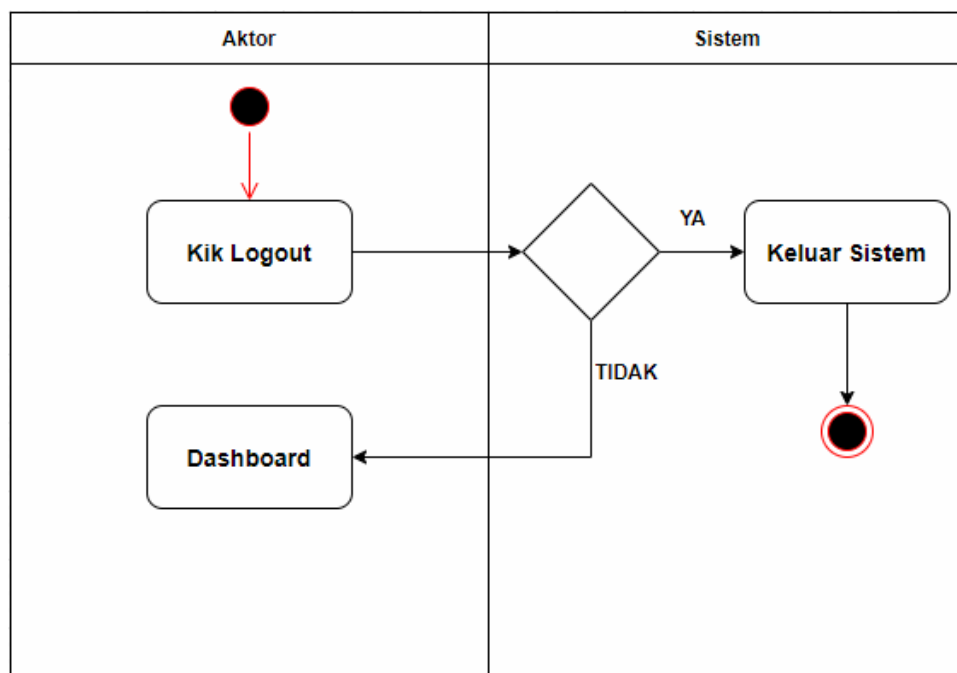 Aktor
Sistem
Kik Logout
YA
Keluar Sistem
TIDAK
Dashboard